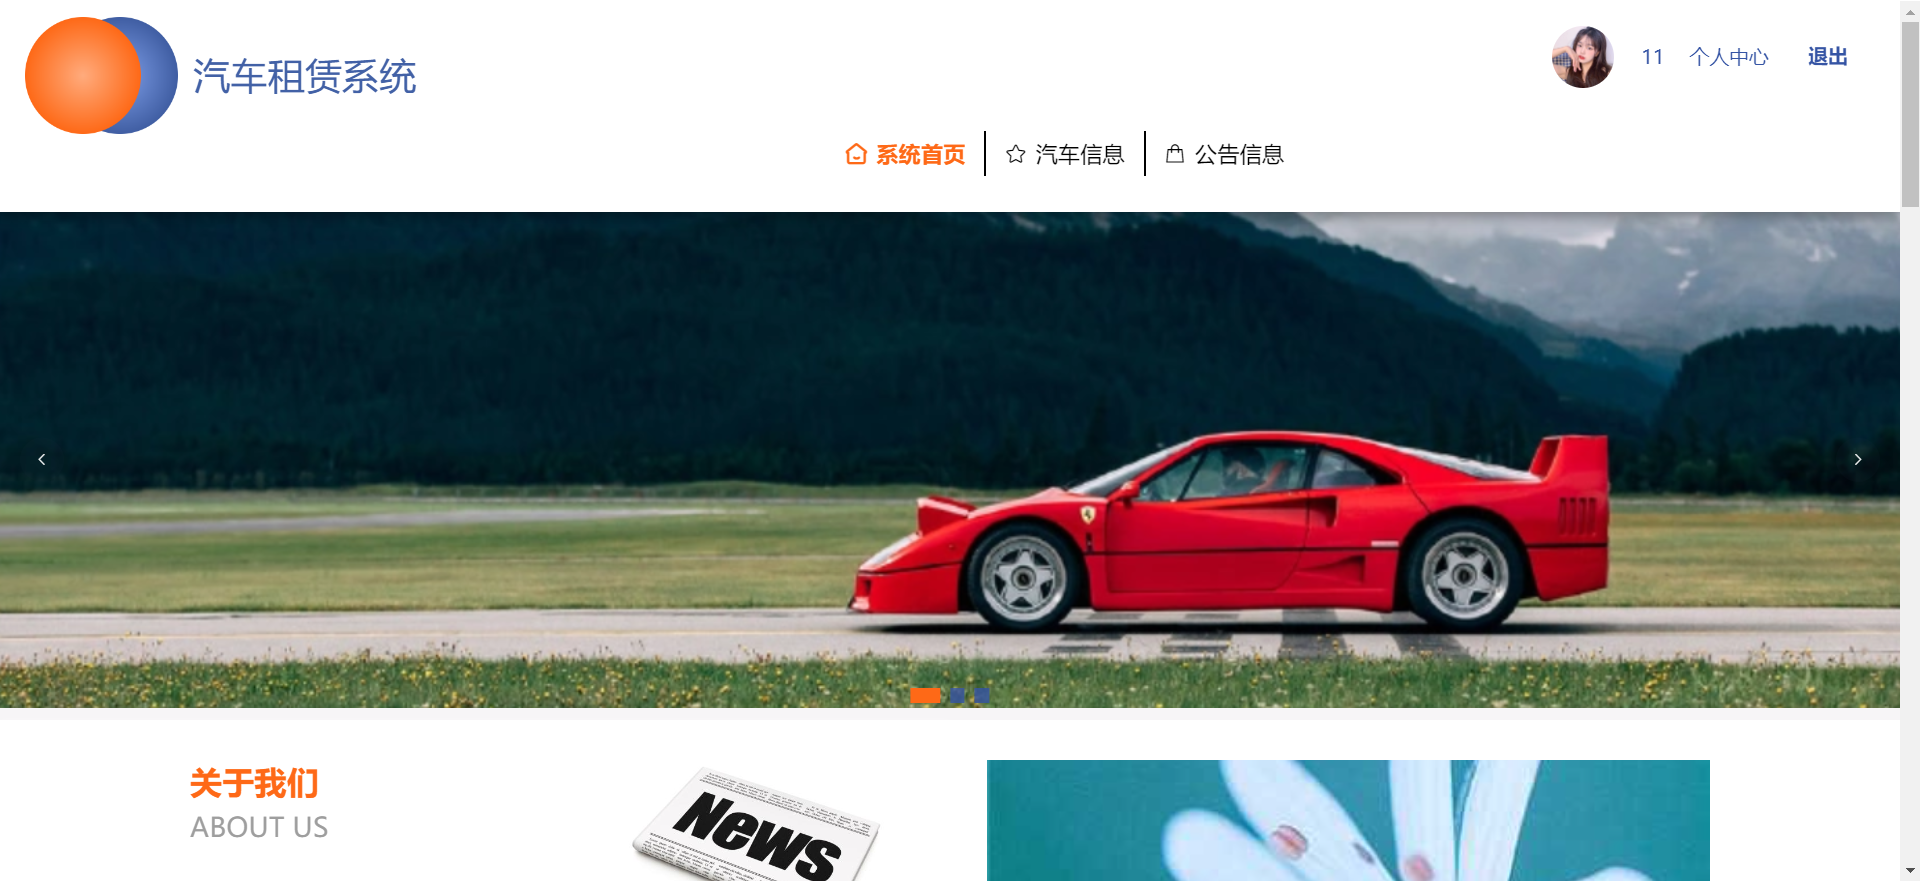 汽车租赁系统
11 个人中心 退出
系统首页 汽车信息 公告信息
关于我们
ABOUT US
News